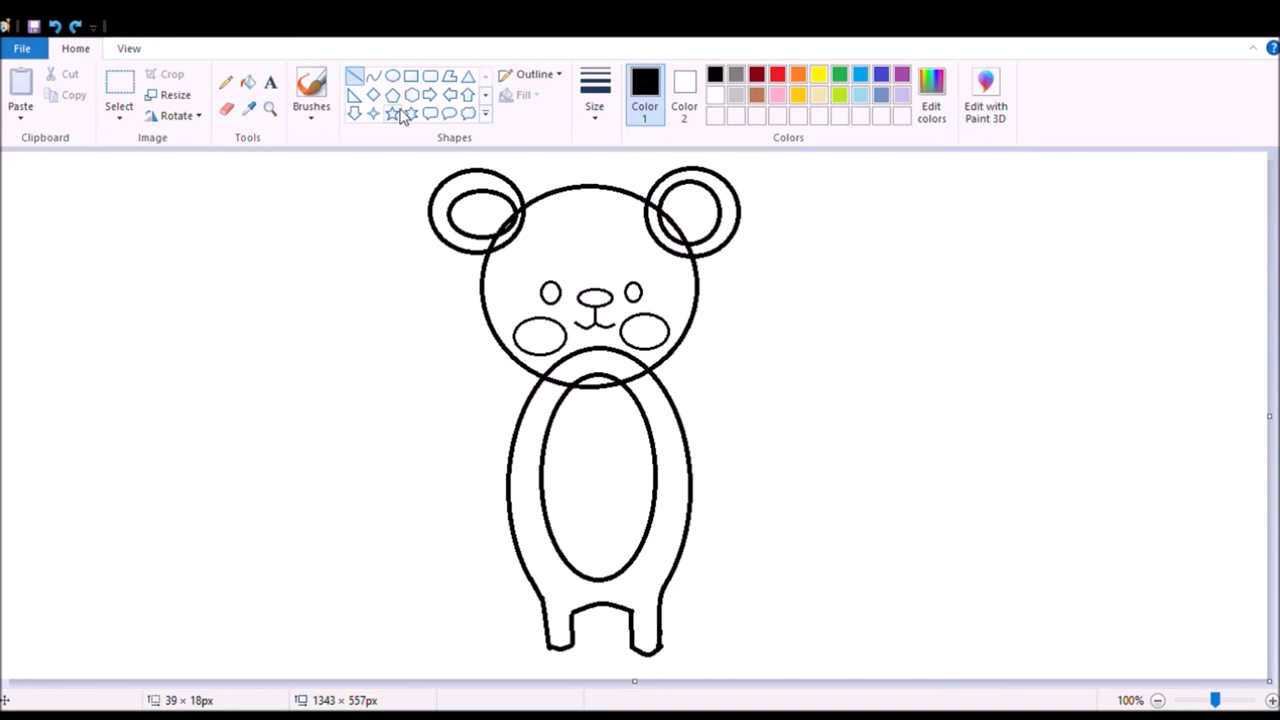 File Home View
Paste
Cut
Copy
Clipboard
Select
Crop
Resize
Rotate
Image
A
Tools
Brushes
Outline
Fill
Shapes
Size
Color
1
Color
2
Edit
colors
Colors
Edit with
Paint 3D
39 × 18px
1343 × 557px
100%